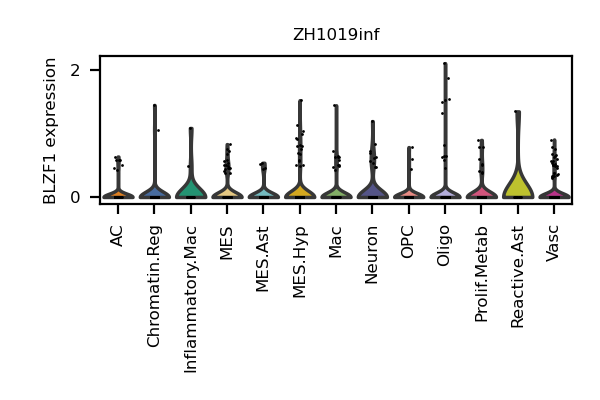 ZH1019inf
BLZF1 expression
2
0
AC
Chromatin.Reg
Inflammatory.Mac
MES
MES.Ast
MES.Hyp
Mac
Neuron
OPC
Oligo
Prolif.Metab
Reactive.Ast
Vasc